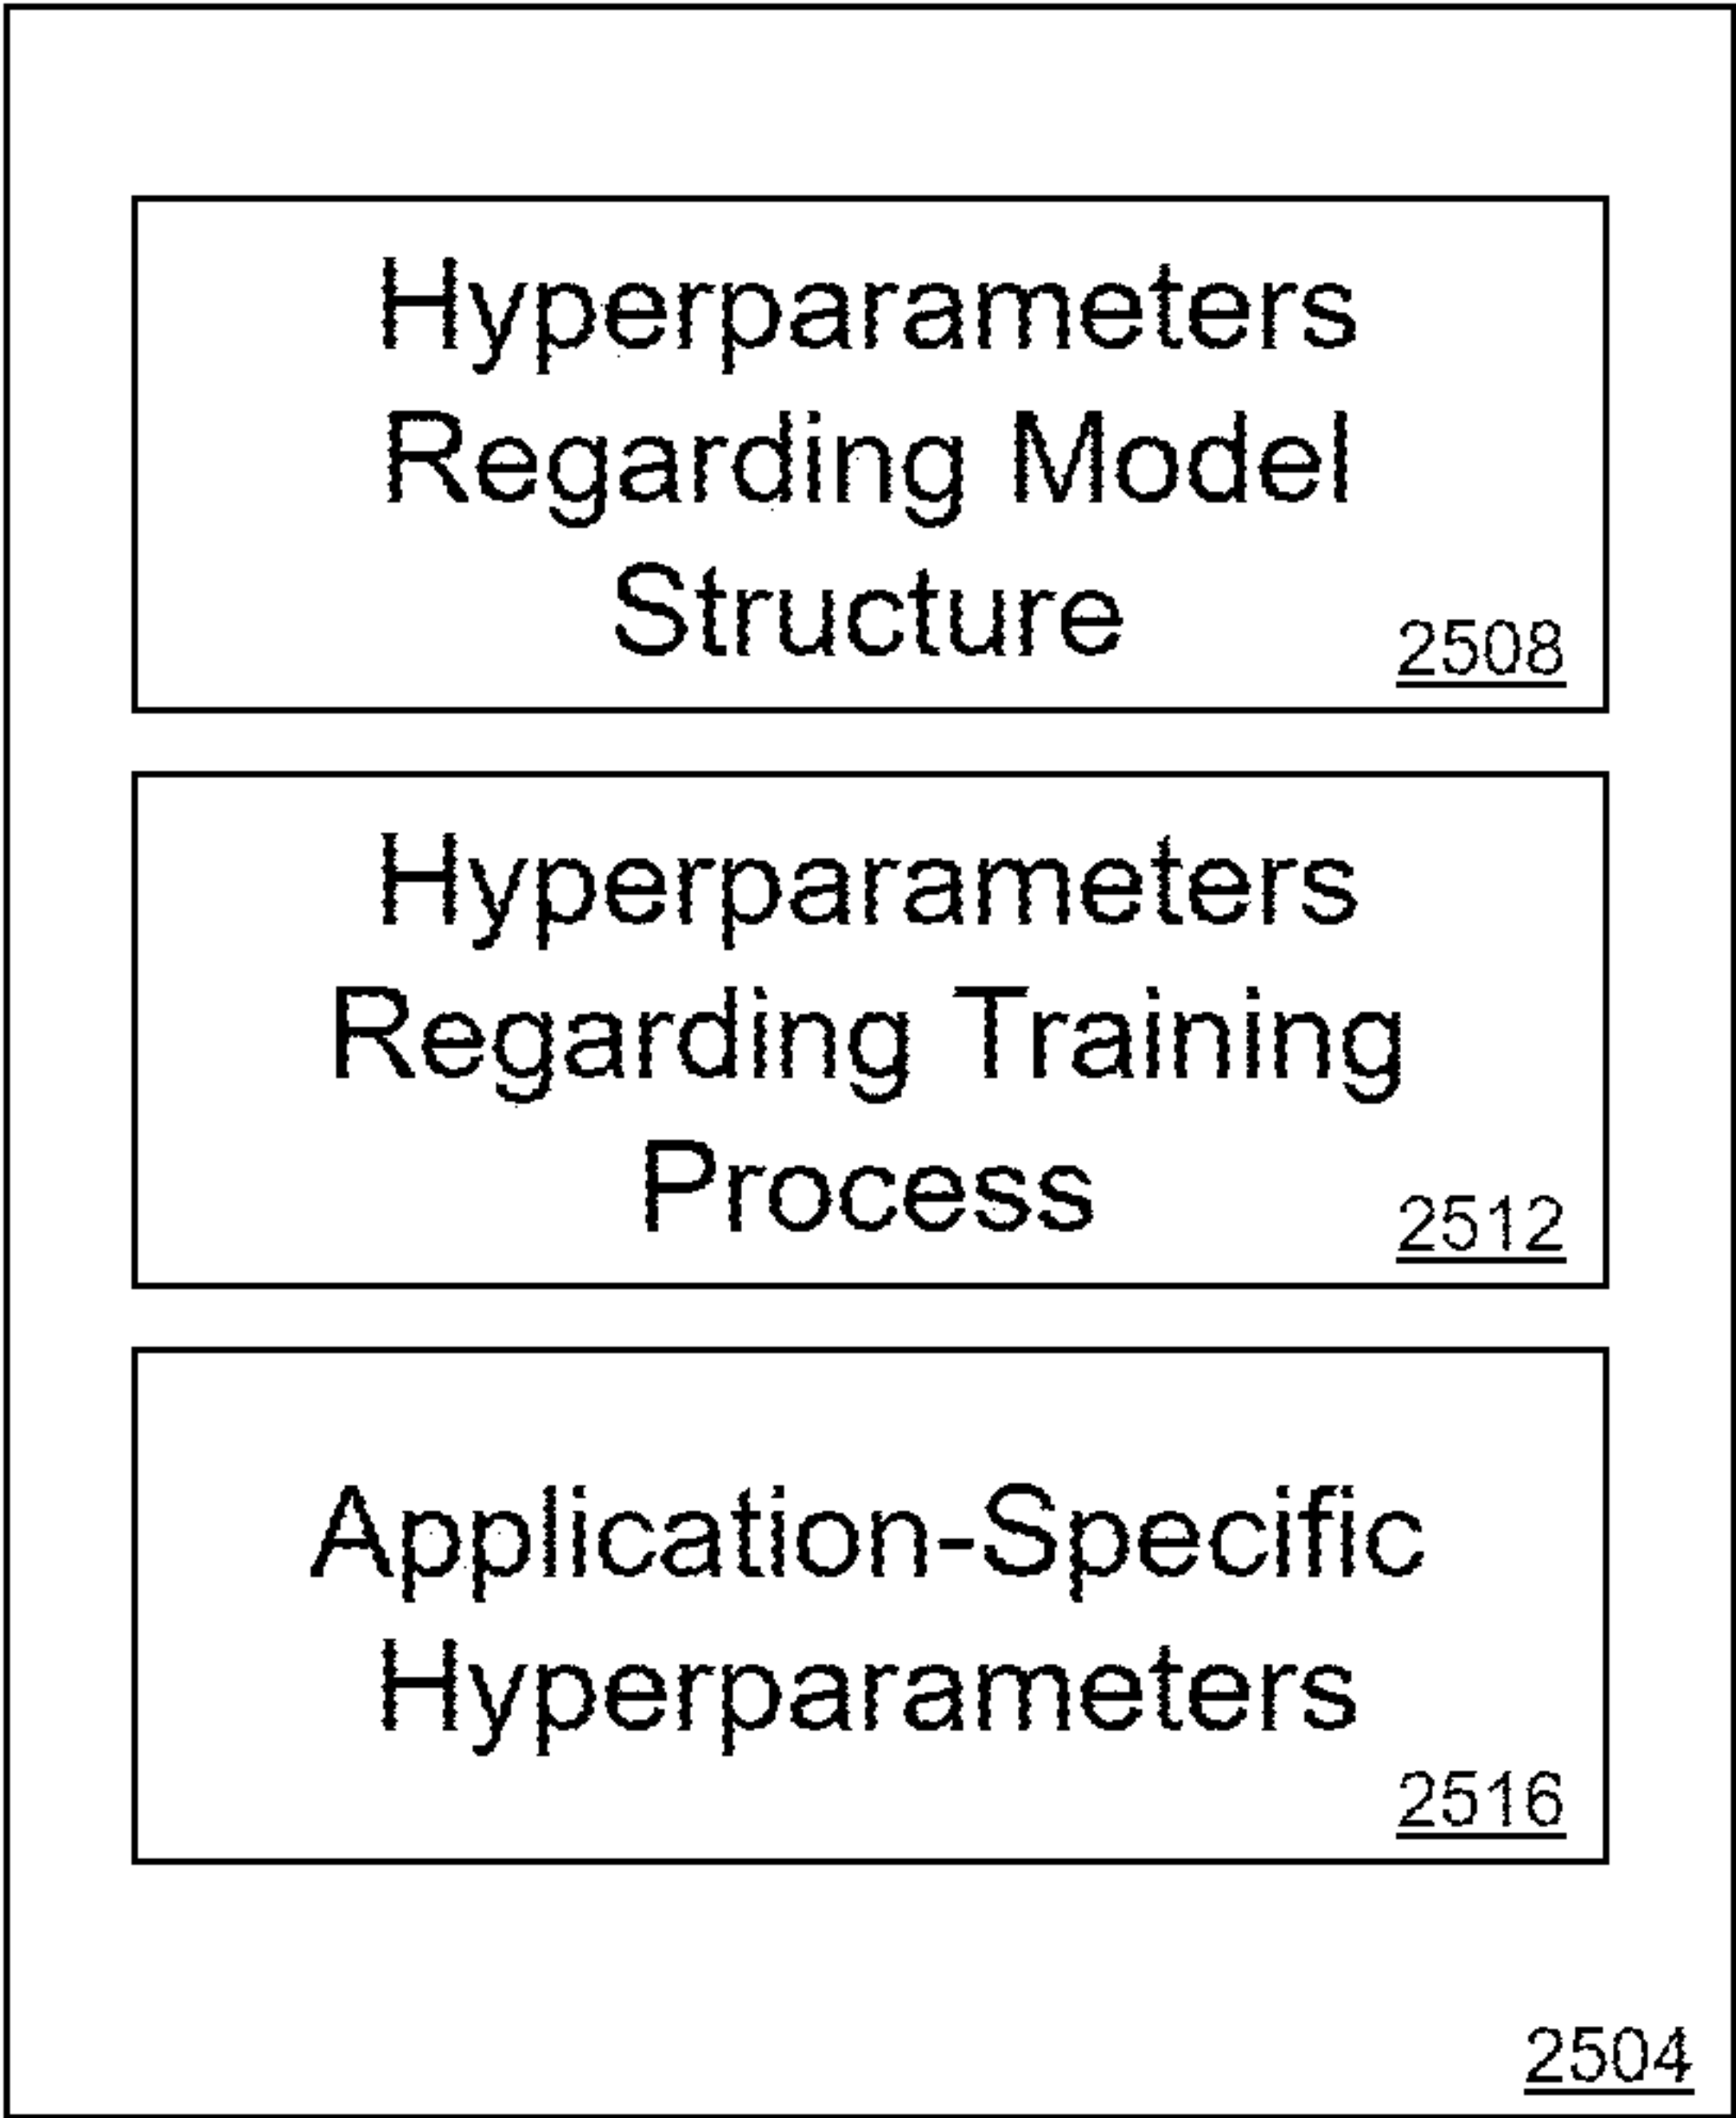 Hyperparameters
Regarding Model
Structure
2508
Hyperparameters
Regarding Training
Process
2512
Application-Specific
Hyperparameters
2516
2504